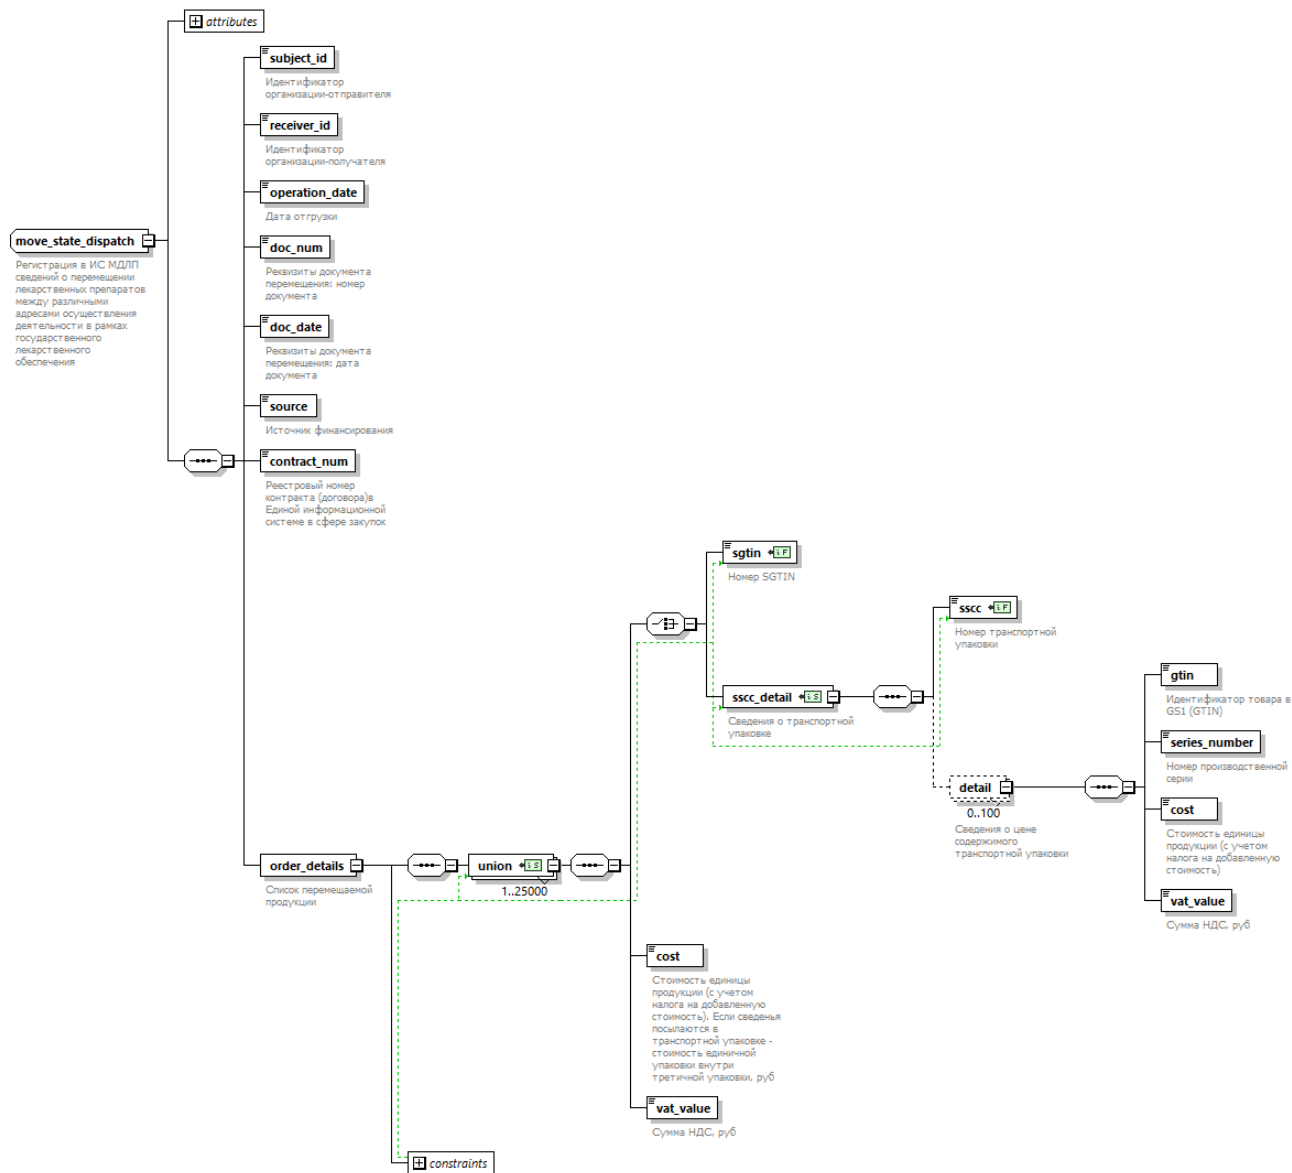 attributes
subject_id
Идентификатор
организации-отправителя
receiver_id
Идентификатор
организации-получателя
operation_date
Дата отгрузки
move_state_dispatch
Регистрация в ИС МДЛП
сведений о перемещении
лекарственных препаратов
между различными
адресами осуществления
деятельности в рамках
государственного
лекарственного
обеспечения
doc_num
Реквизиты документа
перемещения: номер
документа
doc_date
Реквизиты документа
перемещения: дата
документа
source
Источник финансирования
contract_num
Реестровый номер
контракта (договора)в
Единой информационной
системе в сфере закупок
sgtin iF
Номер SGTIN
sscc iF
Номер транспортной
упаковки
sscc_detail iS
Сведения о транспортной
упаковке
gtin
Идентификатор товара в
GS1 (GTIN)
series_number
Номер производственной
серии
detail
0..100
Сведения о цене
содержимого
транспортной упаковки
cost
Стоимость единицы
продукции (с учетом
налога на добавленную
стоимость)
vat_value
Сумма НДС, руб
order_details
Список перемещаемой
продукции
union iS
1..25000
cost
Стоимость единицы
продукции (с учетом
налога на добавленную
стоимость). Если сведенья
посылаются в
транспортной упаковке -
стоимость единичной
упаковки внутри
третичной упаковки, руб
vat_value
Сумма НДС, руб
constraints